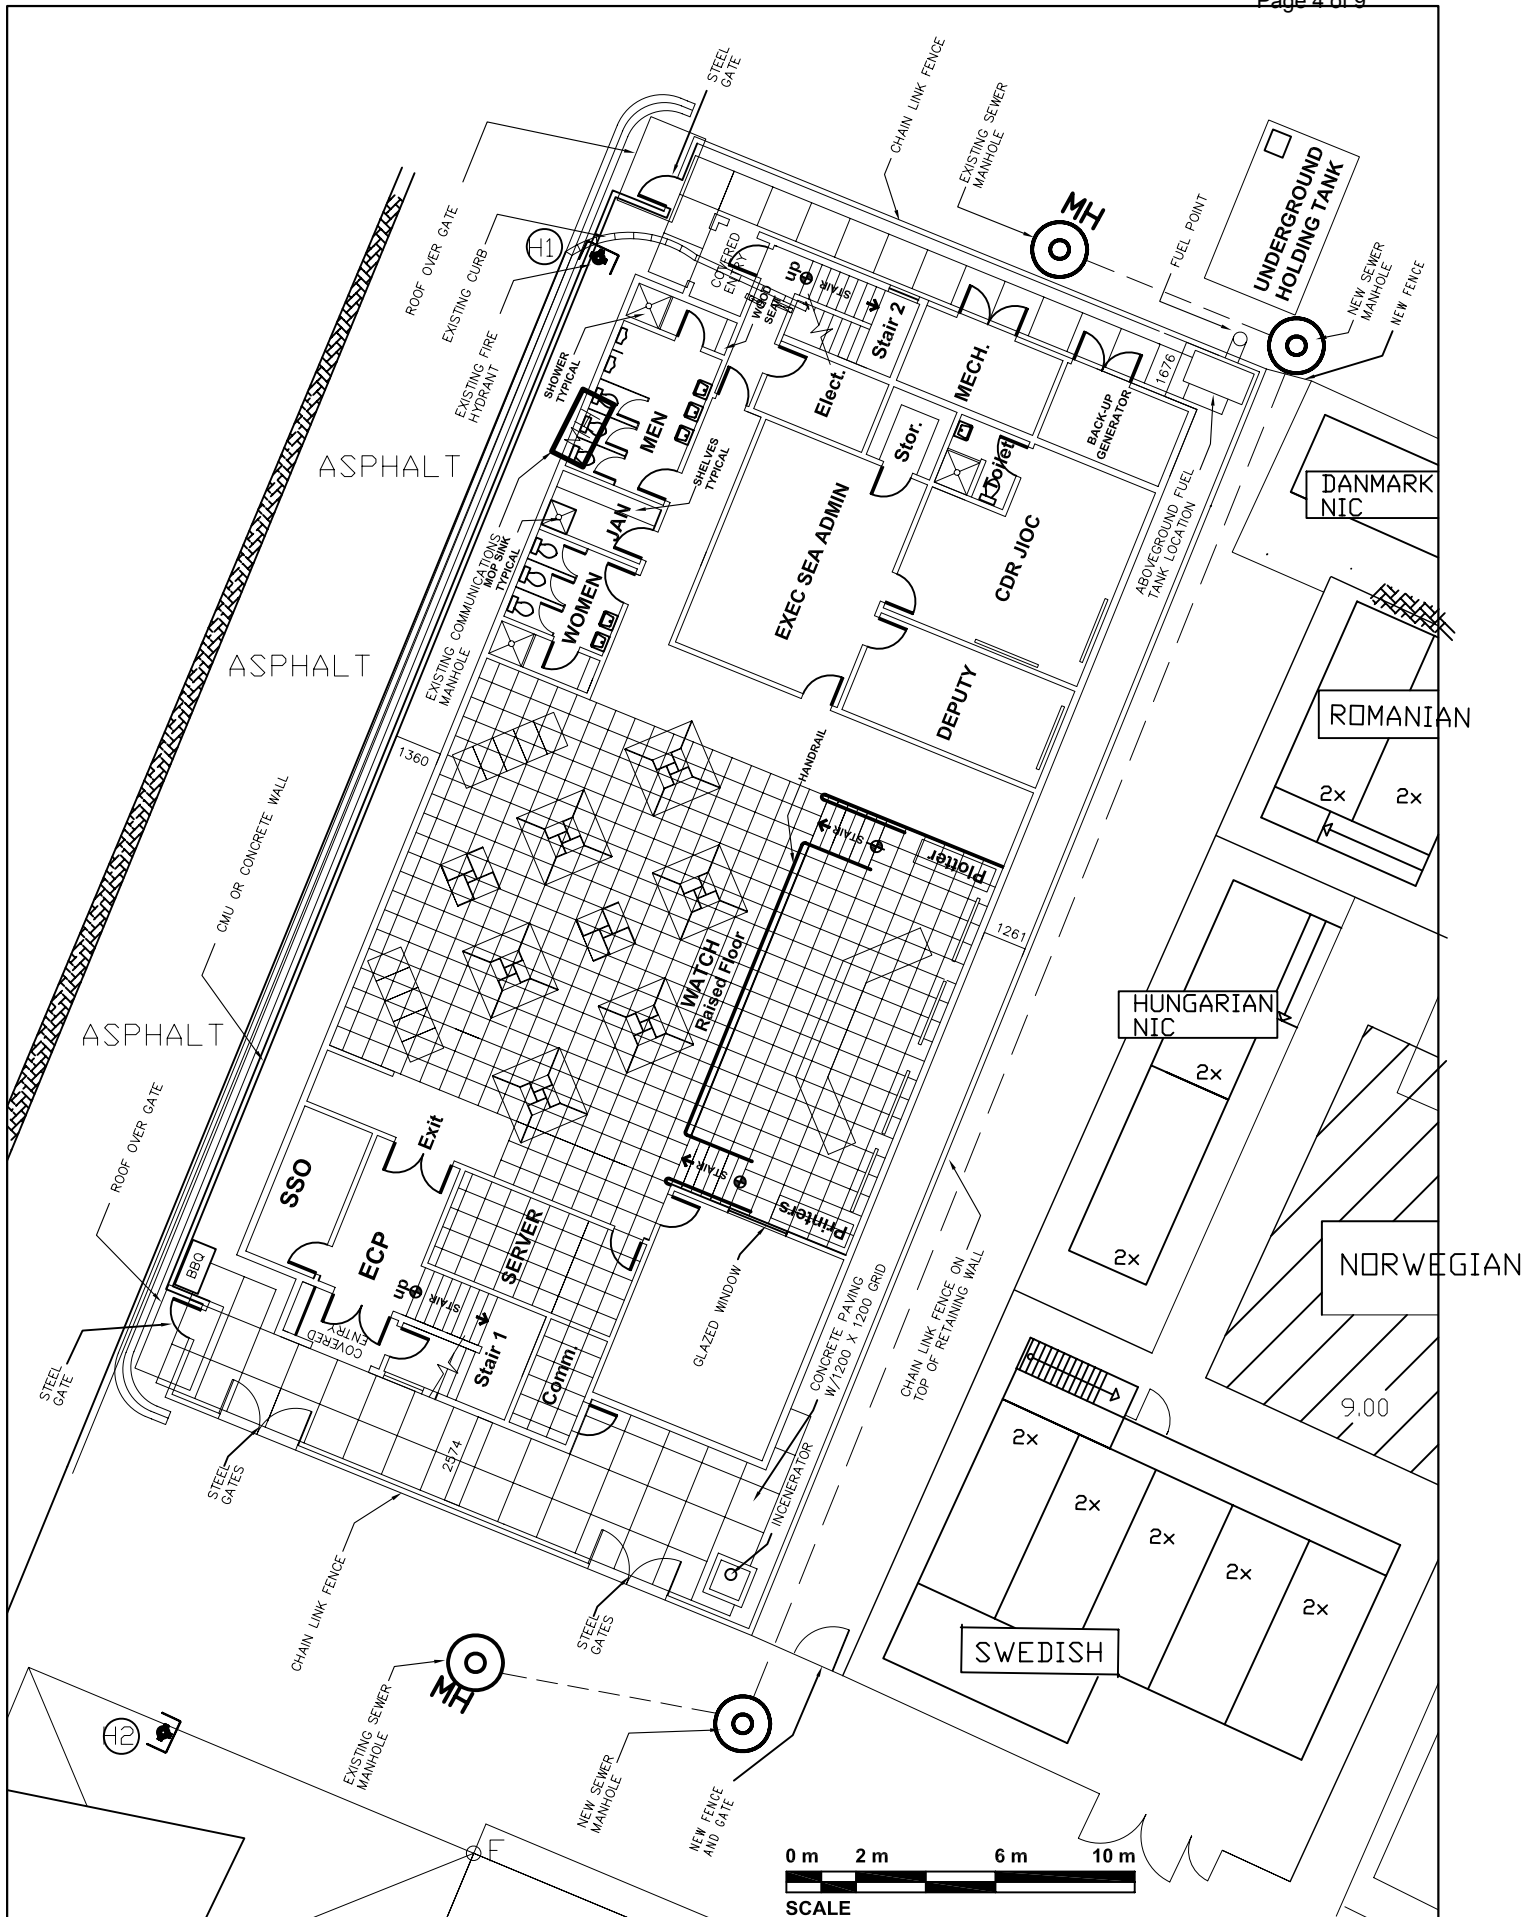 Page 4 of 9
STEEL
GATE
CHAIN LINK FENCE
EXISTING SEWER
MANHOLE
MH
UNDERGROUND
HOLDING TANK
FUEL POINT
NEW SEWER
MANHOLE
NEW FENCE
ROOF OVER GATE
EXISTING CURB
H1
EXISTING FIRE
HYDRANT
COVERED
ENTRY
up
STAIR
WOOD
SEAT
Stair 2
SHOWER
TYPICAL
MECH.
1676
Elect.
BACK-UP
GENERATOR
ASPHALT
MEN
Stor.
SHELVES
TYPICAL
Toilet
DANMARK
NIC
JAN
EXEC SEA ADMIN
CDR JIOC
ABOVEGROUND FUEL
TANK LOCATION
MOP SINK
TYPICAL
EXISTING COMMUNICATIONS
MANHOLE
WOMEN
ASPHALT
DEPUTY
ROMANIAN
1360
HANDRAIL
2x
2x
CMU OR CONCRETE WALL
STAIR
Plotter
1261
WATCH
Raised Floor
HUNGARIAN
NIC
ASPHALT
2x
ROOF OVER GATE
Exit
SSO
STAIR
Printers
BBQ
ECP
SERVER
2x
NORWEGIAN
up
STAIR
COVERED
ENTRY
GLAZED WINDOW
CONCRETE PAVING
W/1200 X 1200 GRID
CHAIN LINK FENCE ON
TOP OF RETAINING WALL
STEEL
GATE
Stair 1
Comm.
9.00
2574
STEEL
GATES
INCENERATOR
2x
2x
2x
2x
2x
CHAIN LINK FENCE
STEEL
GATES
SWEDISH
MH
H2
EXISTING SEWER
MANHOLE
NEW SEWER
MANHOLE
NEW FENCE
AND GATE
F
0 m 2 m 6 m 10 m
SCALE